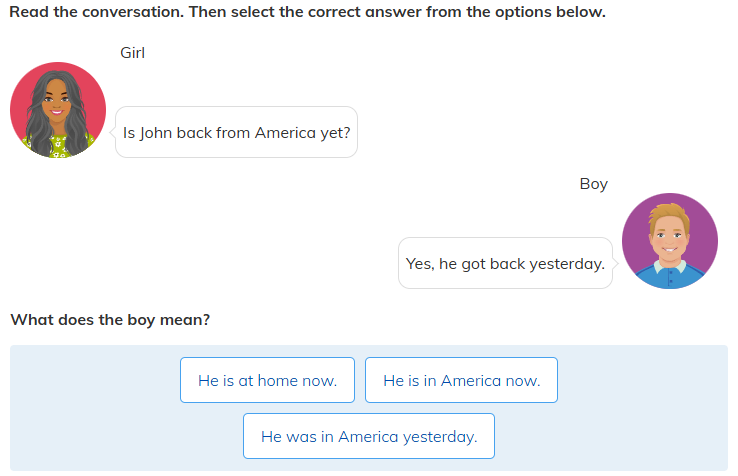 Read the conversation. Then select the correct answer from the options below.
Girl
Is John back from America yet?
Boy
Yes, he got back yesterday.
What does the boy mean?
He is at home now.
He is in America now.
He was in America yesterday.